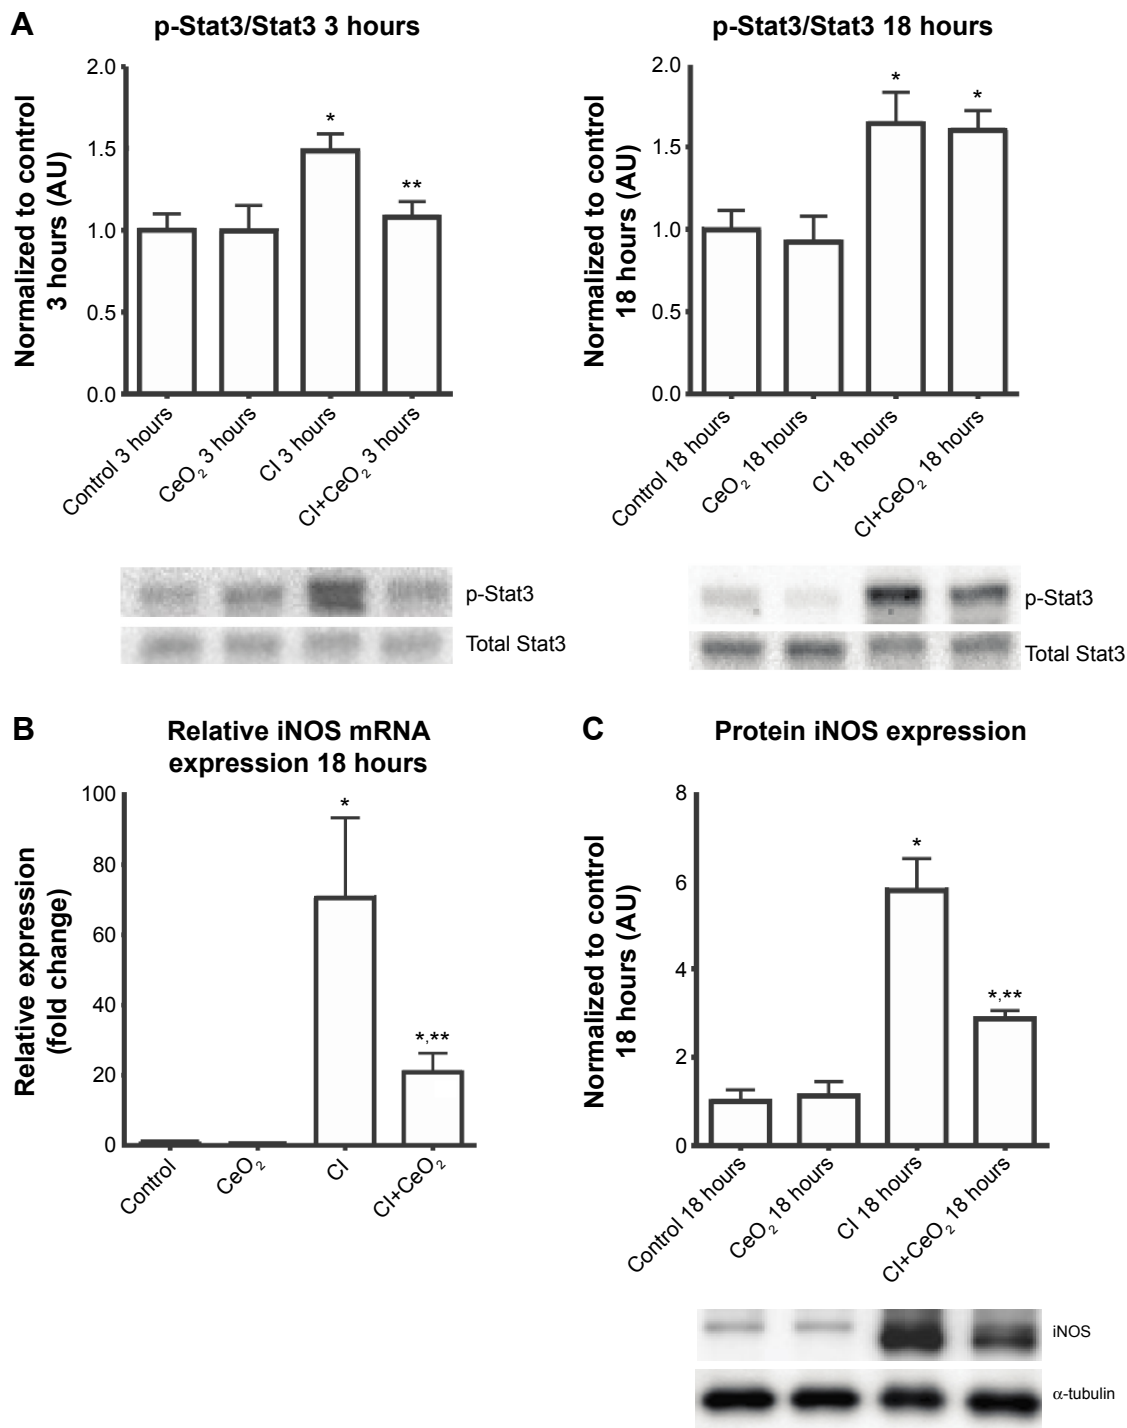 A
p-Stat3/Stat3 3 hours
Normalized to control
3 hours (AU)
2.0
1.5
1.0
0.5
0.0
*
**
Control 3 hours
CeO₂ 3 hours
CI 3 hours
CI+CeO₂ 3 hours
p-Stat3
Total Stat3
p-Stat3/Stat3 18 hours
Normalized to control
18 hours (AU)
2.0
1.5
1.0
0.5
0.0
*
*
Control 18 hours
CeO₂ 18 hours
CI 18 hours
CI+CeO₂ 18 hours
p-Stat3
Total Stat3
B
Relative iNOS mRNA
expression 18 hours
Relative expression
(fold change)
100
80
60
40
20
0
*
*,**
Control
CeO₂
CI
CI+CeO₂
C
Protein iNOS expression
Normalized to control
18 hours (AU)
8
6
4
2
0
*
*,**
Control 18 hours
CeO₂ 18 hours
CI 18 hours
CI+CeO₂ 18 hours
iNOS
α-tubulin